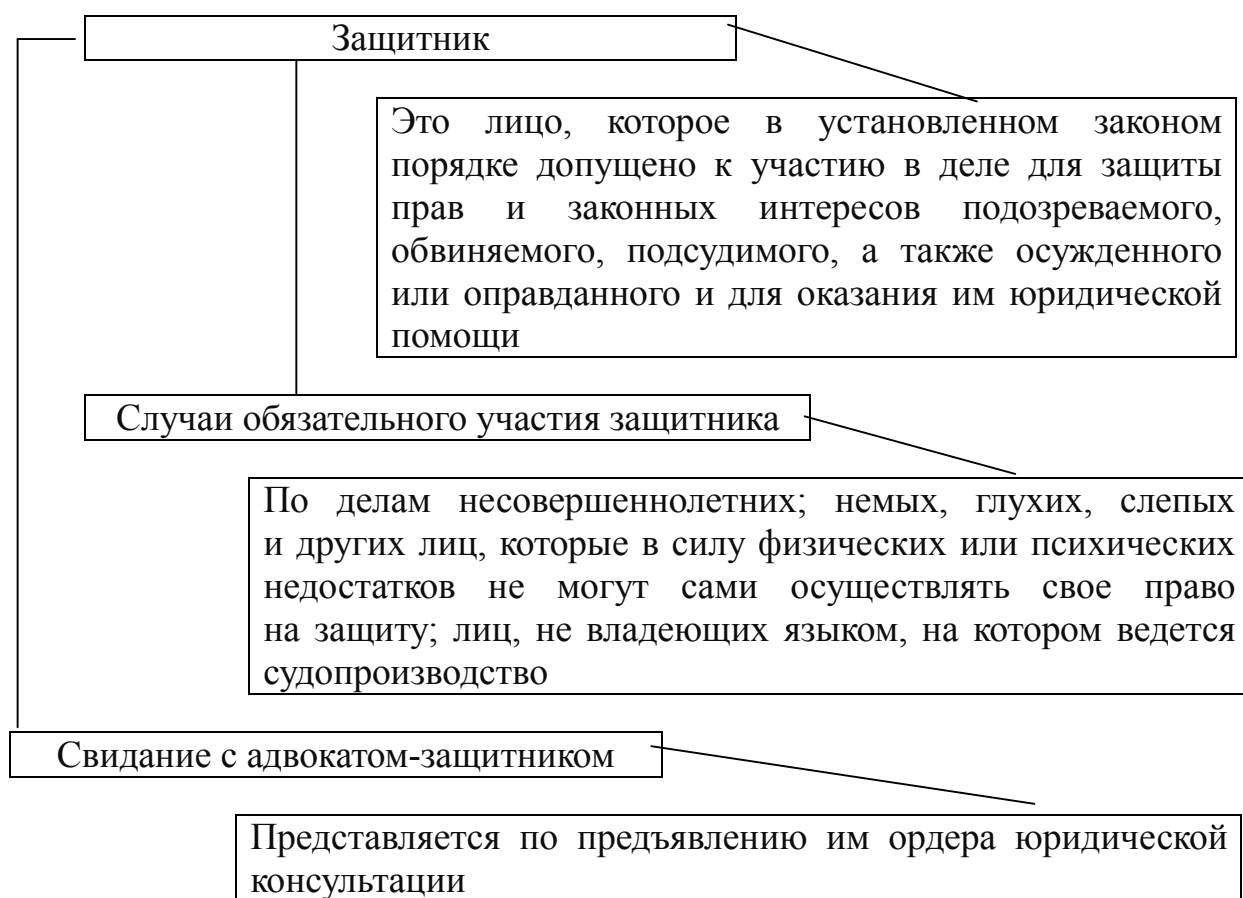 Защитник
Это лицо, которое в установленном законом
порядке допущено к участию в деле для защиты
прав и законных интересов подозреваемого,
обвиняемого, подсудимого, а также осужденного
или оправданного и для оказания им юридической
помощи
Случаи обязательного участия защитника
По делам несовершеннолетних; немых, глухих, слепых
и других лиц, которые в силу физических или психических
недостатков не могут сами осуществлять свое право
на защиту; лиц, не владеющих языком, на котором ведется
судопроизводство
Свидание с адвокатом-защитником
Представляется по предъявлению им ордера юридической
консультации